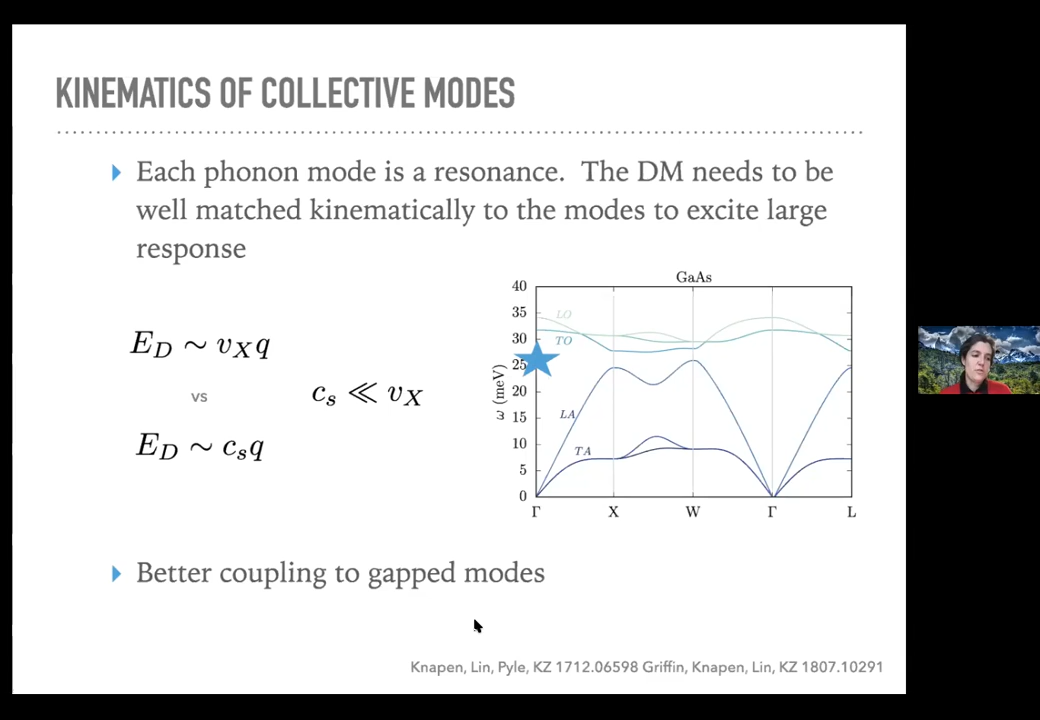 KINEMATICS OF COLLECTIVE MODES
Each phonon mode is a resonance. The DM needs to be
well matched kinematically to the modes to excite large
response
E_D ∼ v_X q
vs
c_s ≪ v_X
E_D ∼ c_s q
GaAs
40
35
30
25
20
15
10
5
0
ω (meV)
LO
TO
LA
TA
Γ X W Γ L
Better coupling to gapped modes
Knapen, Lin, Pyle, KZ 1712.06598 Griffin, Knapen, Lin, KZ 1807.10291